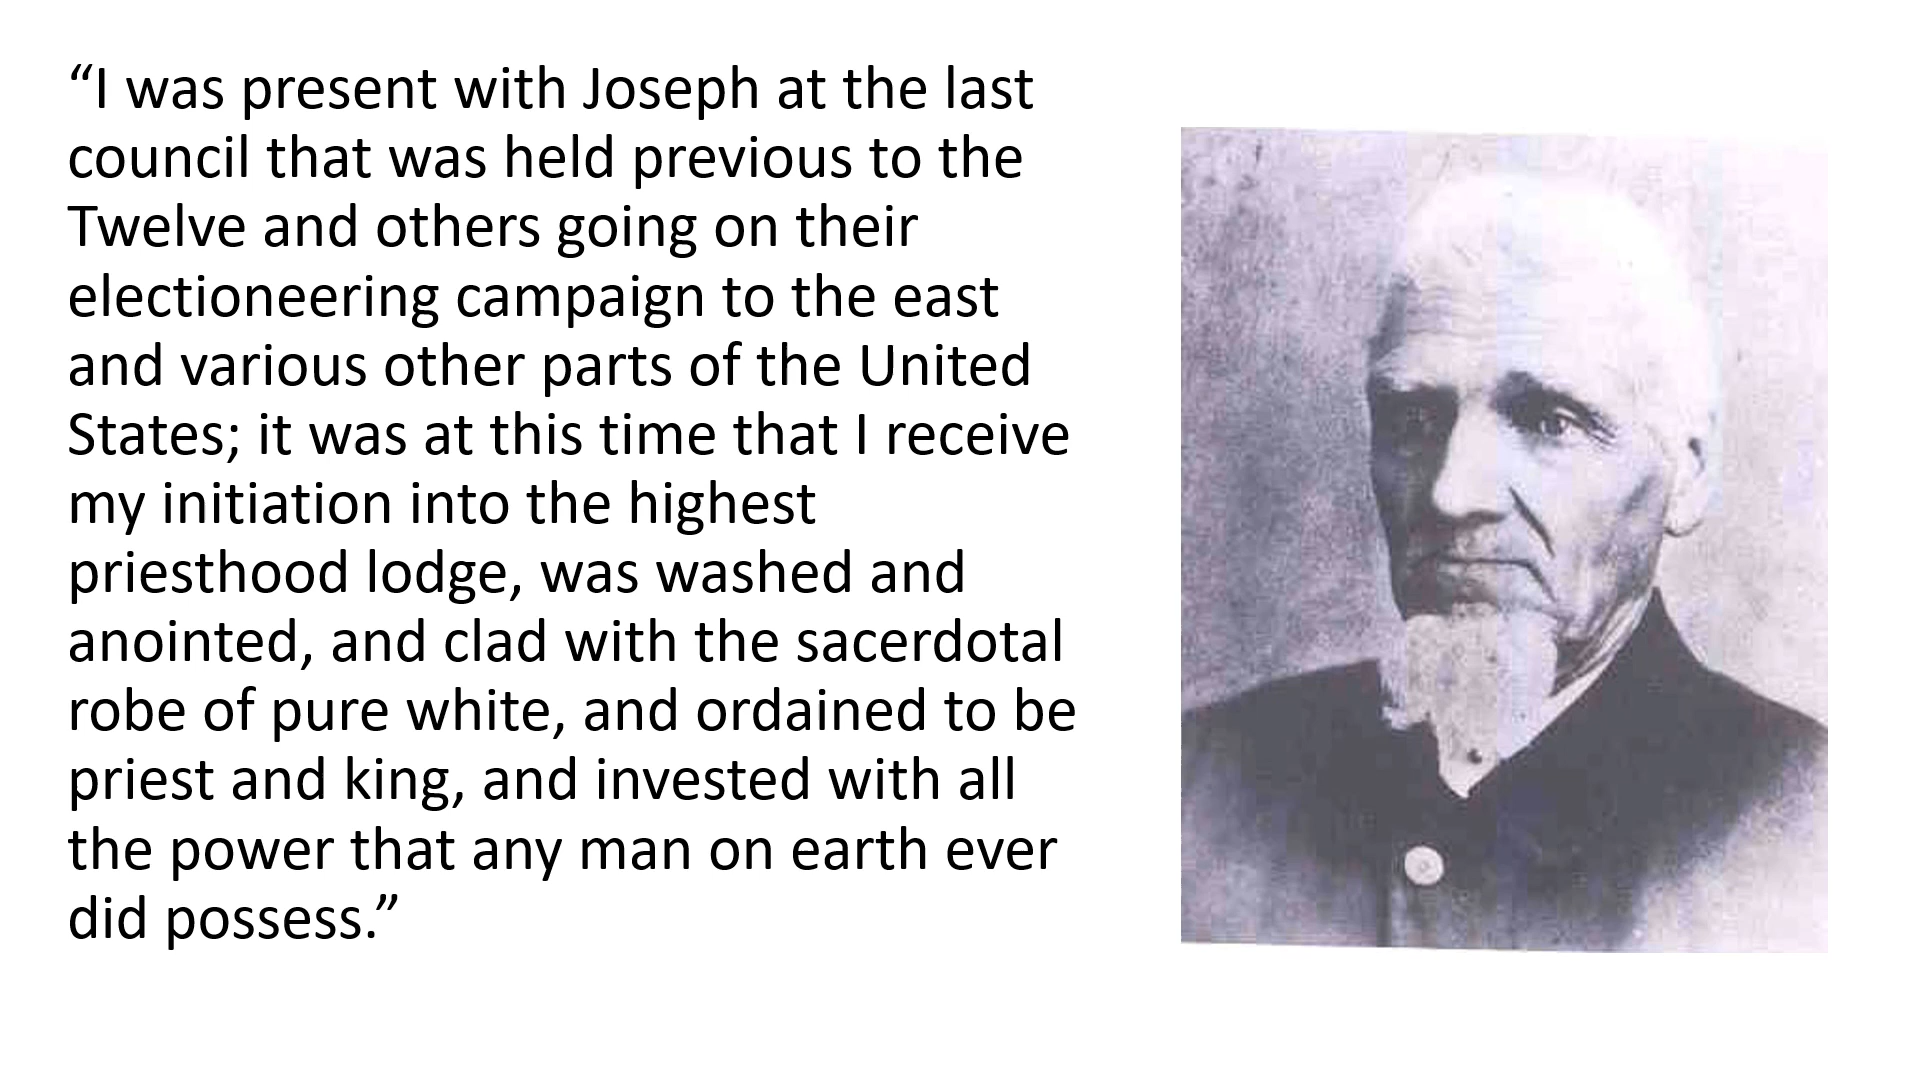 “I was present with Joseph at the last
council that was held previous to the
Twelve and others going on their
electioneering campaign to the east
and various other parts of the United
States; it was at this time that I receive
my initiation into the highest
priesthood lodge, was washed and
anointed, and clad with the sacerdotal
robe of pure white, and ordained to be
priest and king, and invested with all
the power that any man on earth ever
did possess.”